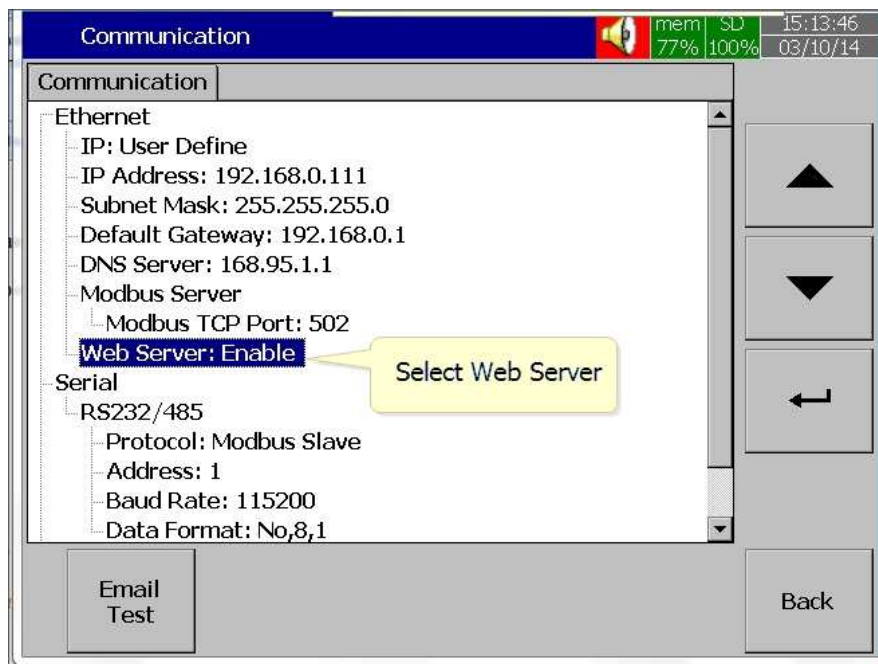 Communication
mem SD 15:13:46
77% 100% 03/10/14
Communication
Ethernet
IP: User Define
IP Address: 192.168.0.111
Subnet Mask: 255.255.255.0
Default Gateway: 192.168.0.1
DNS Server: 168.95.1.1
Modbus Server
Modbus TCP Port: 502
Web Server: Enable
Select Web Server
Serial
RS232/485
Protocol: Modbus Slave
Address: 1
Baud Rate: 115200
Data Format: No,8,1
Email
Test
Back